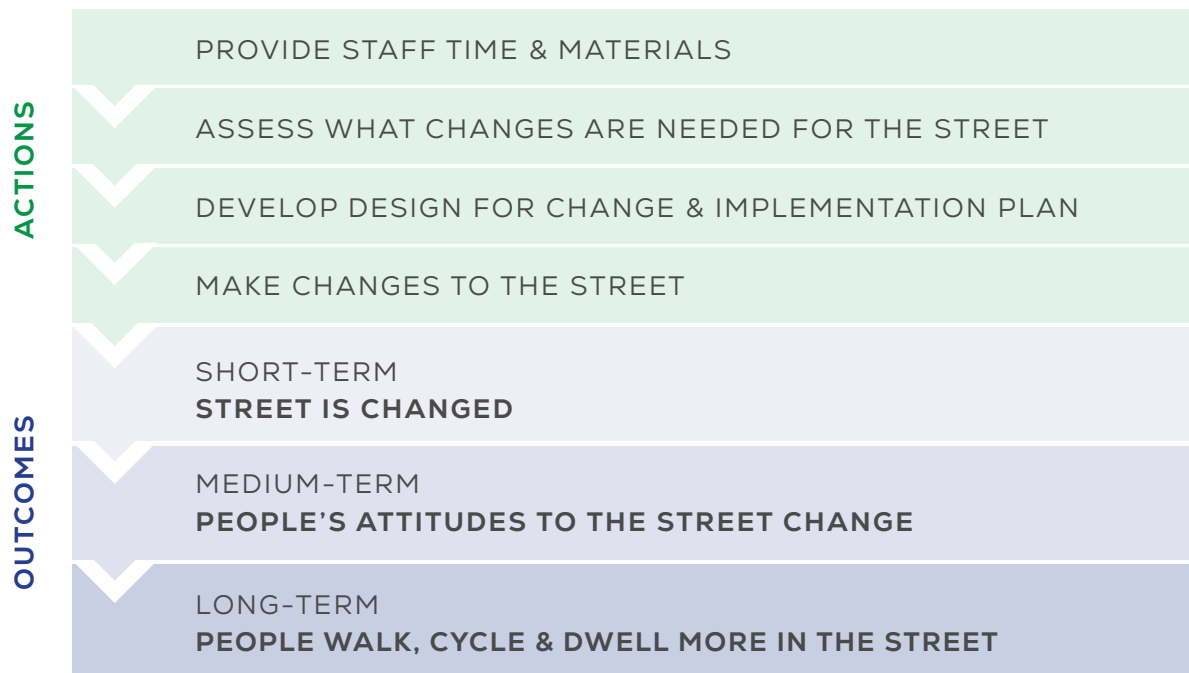 ACTIONS
PROVIDE STAFF TIME & MATERIALS
ASSESS WHAT CHANGES ARE NEEDED FOR THE STREET
DEVELOP DESIGN FOR CHANGE & IMPLEMENTATION PLAN
MAKE CHANGES TO THE STREET
OUTCOMES
SHORT-TERM
STREET IS CHANGED
MEDIUM-TERM
PEOPLE’S ATTITUDES TO THE STREET CHANGE
LONG-TERM
PEOPLE WALK, CYCLE & DWELL MORE IN THE STREET